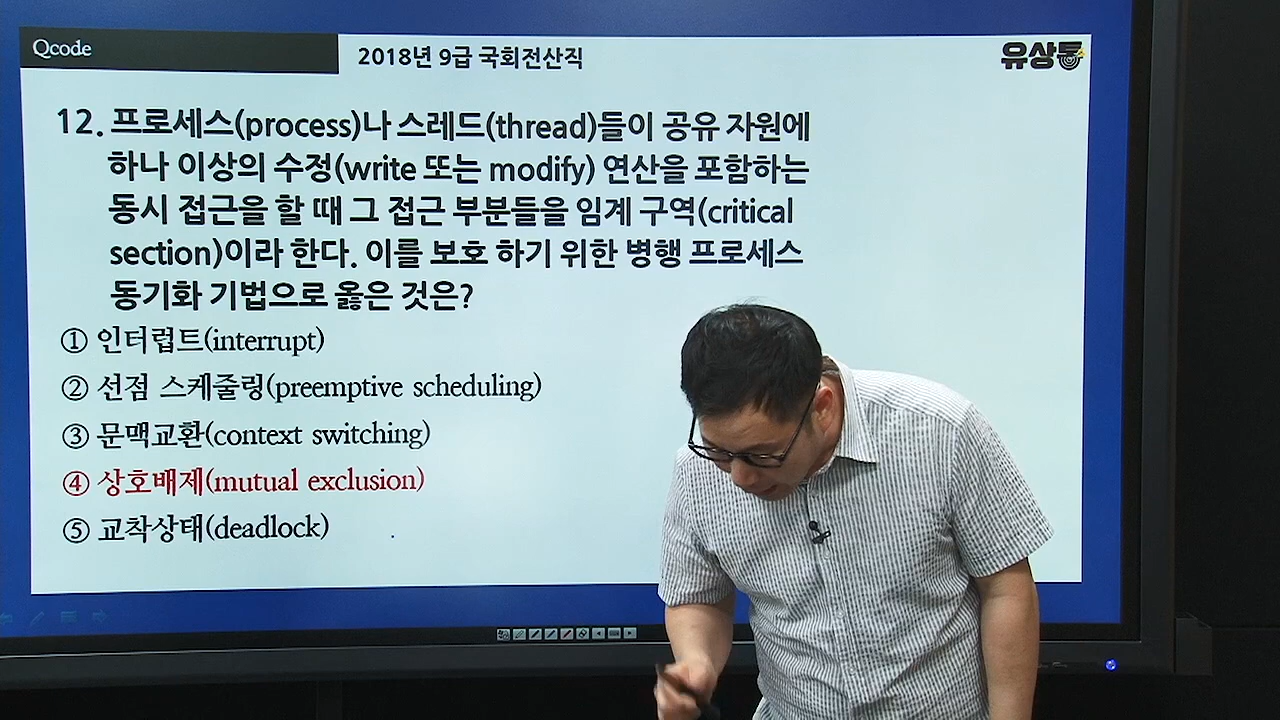 Qcode
2018년 9급 국회전산직
유상통
12. 프로세스(process)나 스레드(thread)들이 공유 자원에
하나 이상의 수정(write 또는 modify) 연산을 포함하는
동시 접근을 할 때 그 접근 부분들을 임계 구역(critical
section)이라 한다. 이를 보호 하기 위한 병행 프로세스
동기화 기법으로 옳은 것은?
① 인터럽트(interrupt)
② 선점 스케줄링(preemptive scheduling)
③ 문맥교환(context switching)
④ 상호배제(mutual exclusion)
⑤ 교착상태(deadlock)